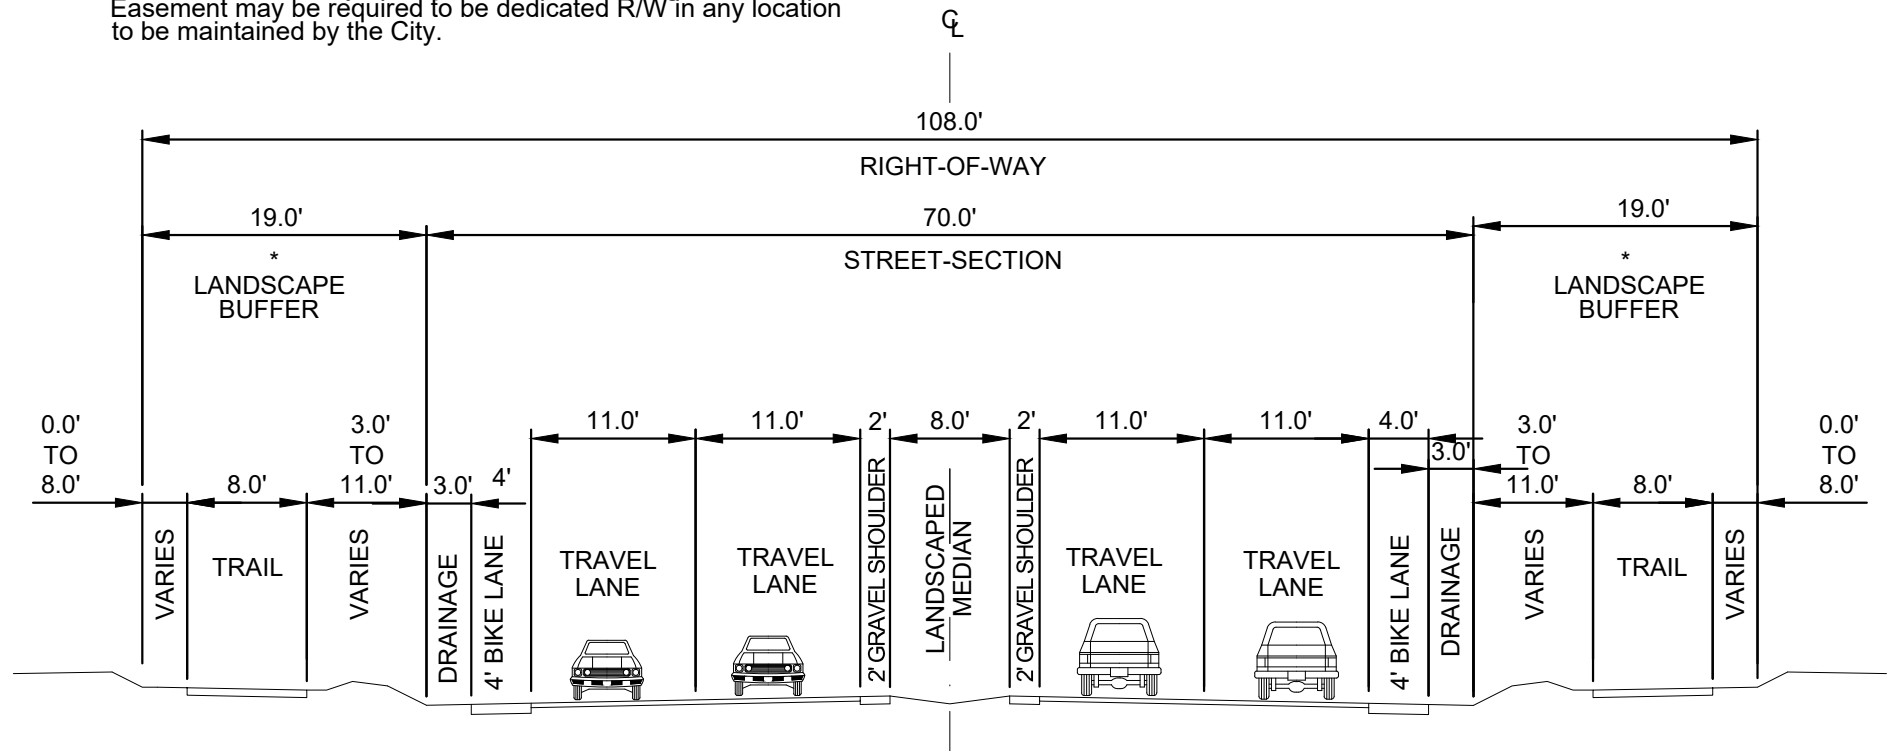 Easement may be required to be dedicated R/W in any location
to be maintained by the City.
CL
108.0'
RIGHT-OF-WAY
19.0'
70.0'
19.0'
*
LANDSCAPE
BUFFER
STREET-SECTION
*
LANDSCAPE
BUFFER
0.0'
TO
8.0'
8.0'
3.0'
TO
11.0'
3.0'
4'
11.0'
11.0'
2'
8.0'
2'
11.0'
11.0'
4.0'
3.0'
3.0'
TO
11.0'
8.0'
0.0'
TO
8.0'
VARIES
TRAIL
VARIES
DRAINAGE
4' BIKE LANE
TRAVEL
LANE
TRAVEL
LANE
2' GRAVEL SHOULDER
LANDSCAPED
MEDIAN
2' GRAVEL SHOULDER
TRAVEL
LANE
TRAVEL
LANE
4' BIKE LANE
DRAINAGE
VARIES
TRAIL
VARIES